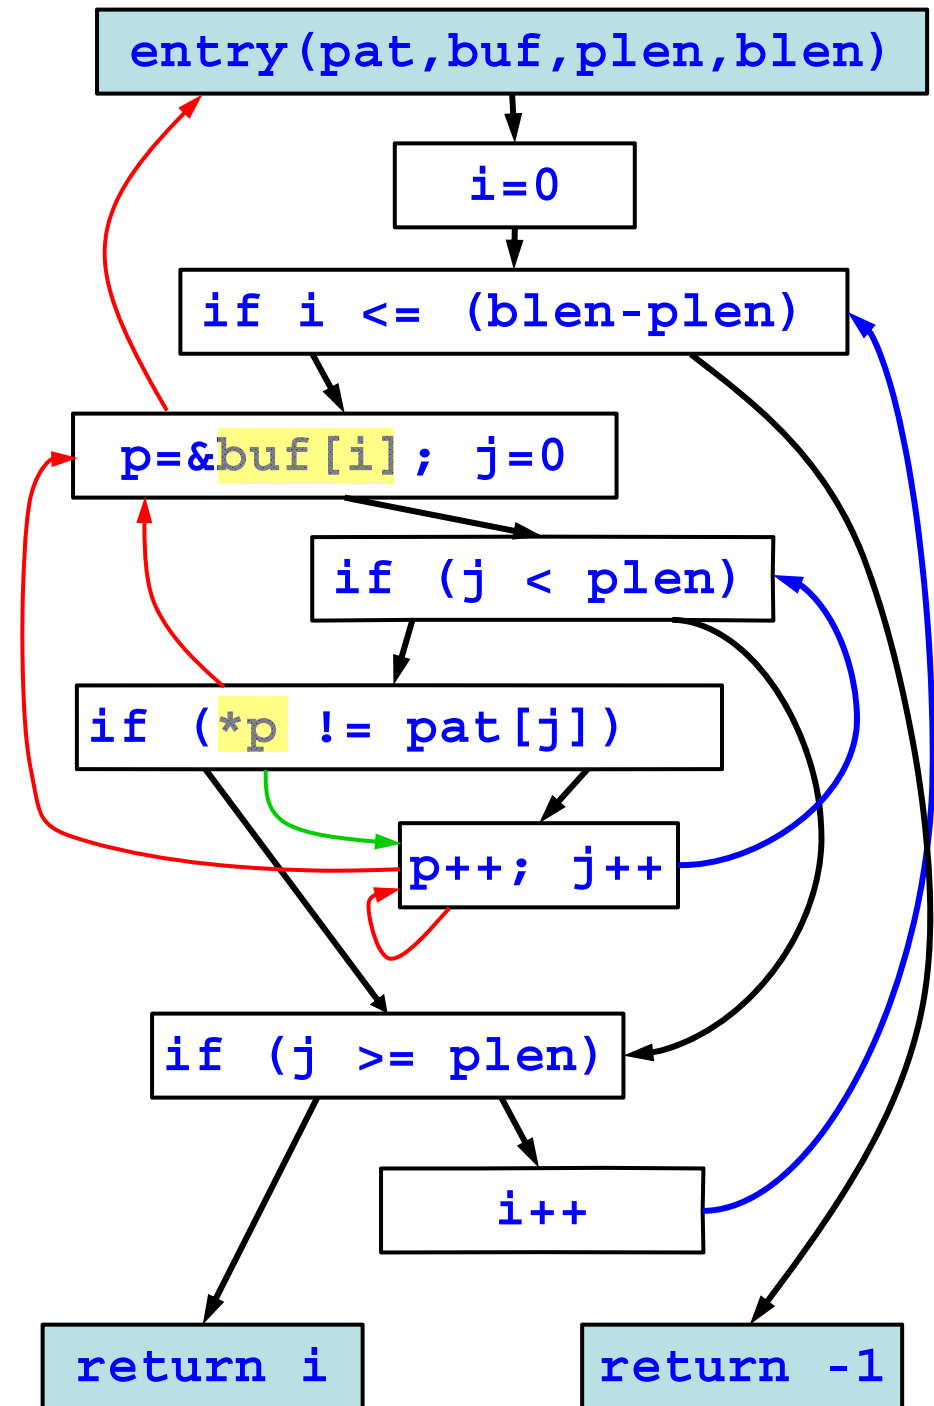 entry(pat,buf,plen,blen)
i=0
if i <= (blen-plen)
p=&buf[i]; j=0
if (j < plen)
if (*p != pat[j])
p++; j++
if (j >= plen)
i++
return i
return -1